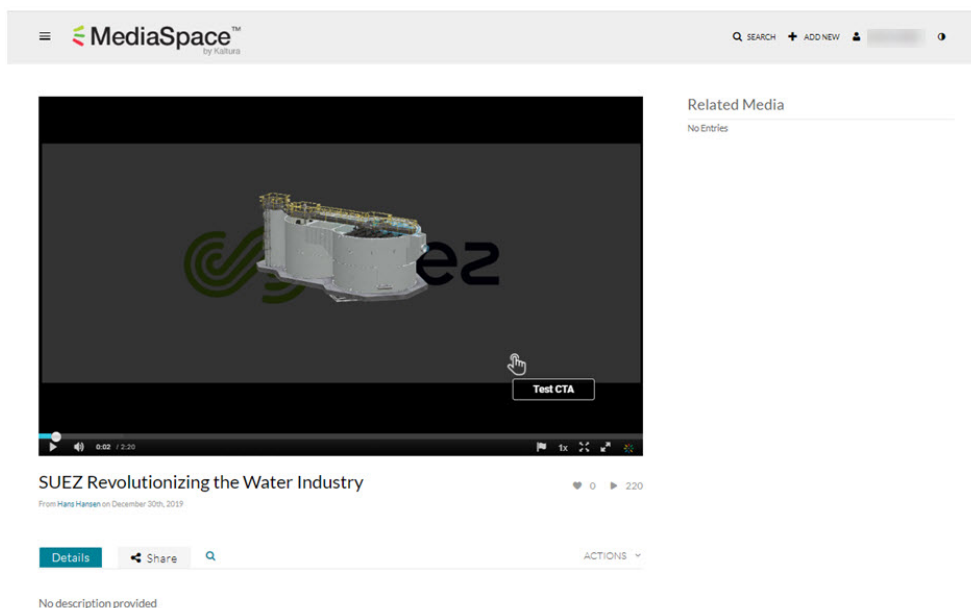 MediaSpace™
by Kaltura
SEARCH ADD NEW
Related Media
No Entries
ez
Test CTA
0:02 / 2:20
1x
SUEZ Revolutionizing the Water Industry
0 220
From Hans Hansen on December 30th, 2019
Details Share ACTIONS
No description provided